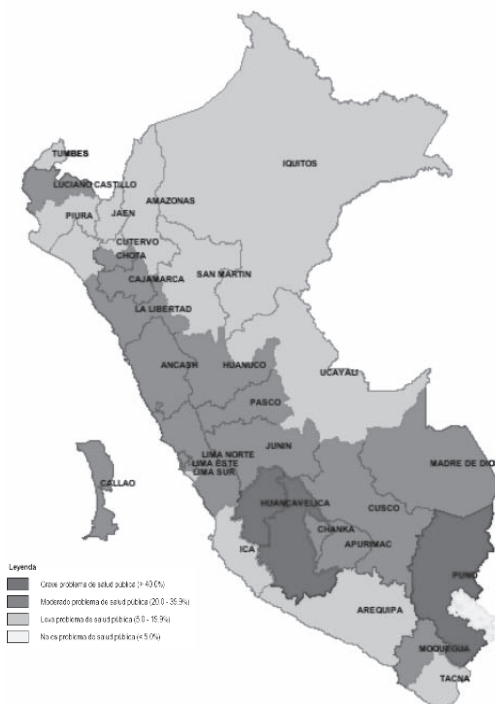 TUMBES
LUCIANO CASTILLO
IQUITOS
AMAZONAS
PIURA
JAEN
CUTERVO
CHOTA
SAN MARTIN
CAJAMARCA
LA LIBERTAD
ANCASH
HUANUCO
UCAYALI
PASCO
JUNIN
LIMA NORTE
LIMA ESTE
LIMA SUR
MADRE DE DIO
CALLAO
HUANCAVELICA
CUSCO
CHANKA
APURIMAC
ICA
PUNO
AREQUIPA
MOQUEGUA
TACNA
Leyenda
Grave problema de salud pública (> 40.0%)
Moderado problema de salud pública (20.0 - 39.9%)
Leve problema de salud pública (5.0 - 19.9%)
No es problema de salud pública (< 5.0%)